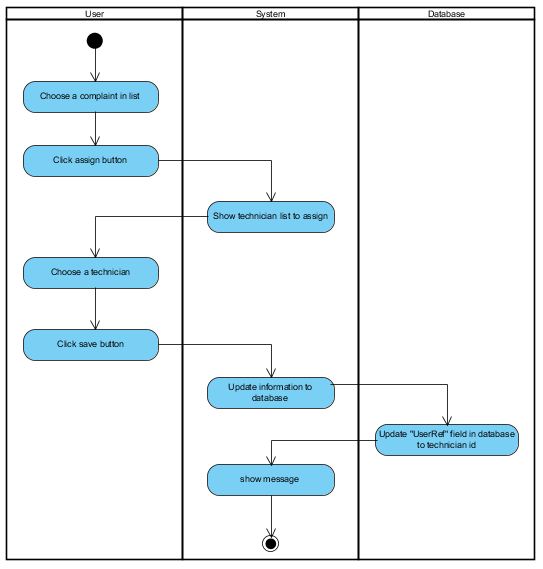 User
System
Database
Choose a complaint in list
Click assign button
Show technician list to assign
Choose a technician
Click save button
Update information to
database
Update "UserRef" field in database
to technician id
show message